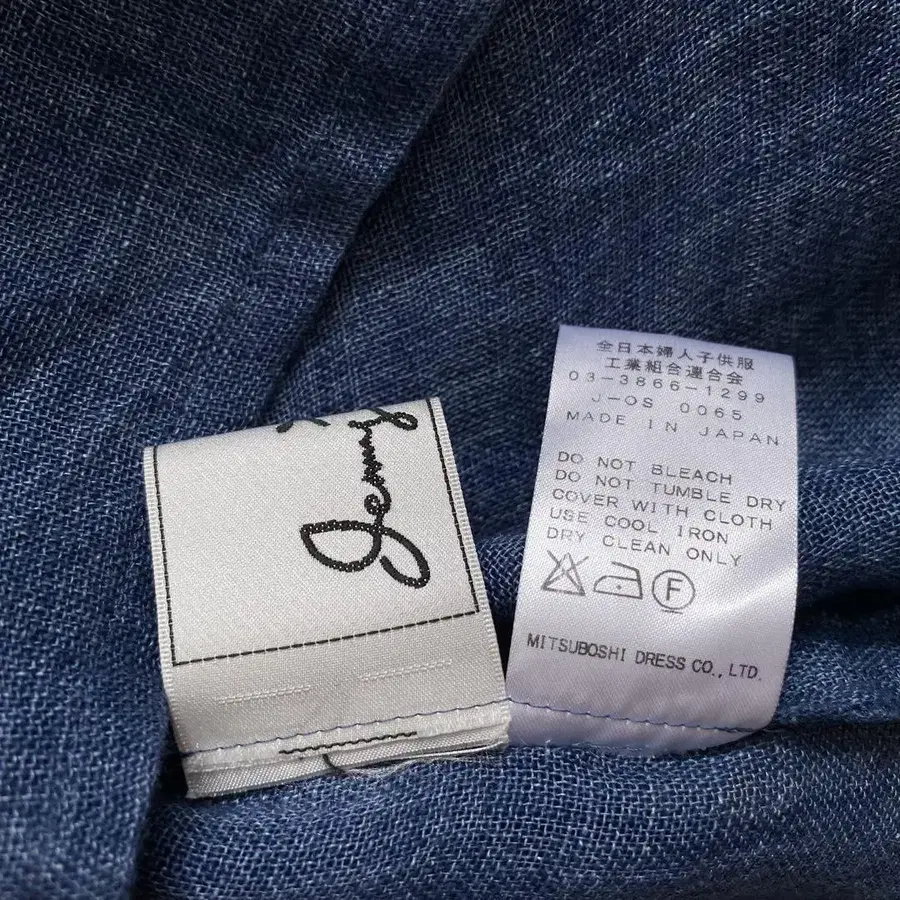 Jenny
全日本婦人子供服
工業組合連合会
03-3866-1299
J-OS 0065
MADE IN JAPAN
DO NOT BLEACH
DO NOT TUMBLE DRY
COVER WITH CLOTH
USE COOL IRON
DRY CLEAN ONLY
F
MITSUBOSHI DRESS CO., LTD.